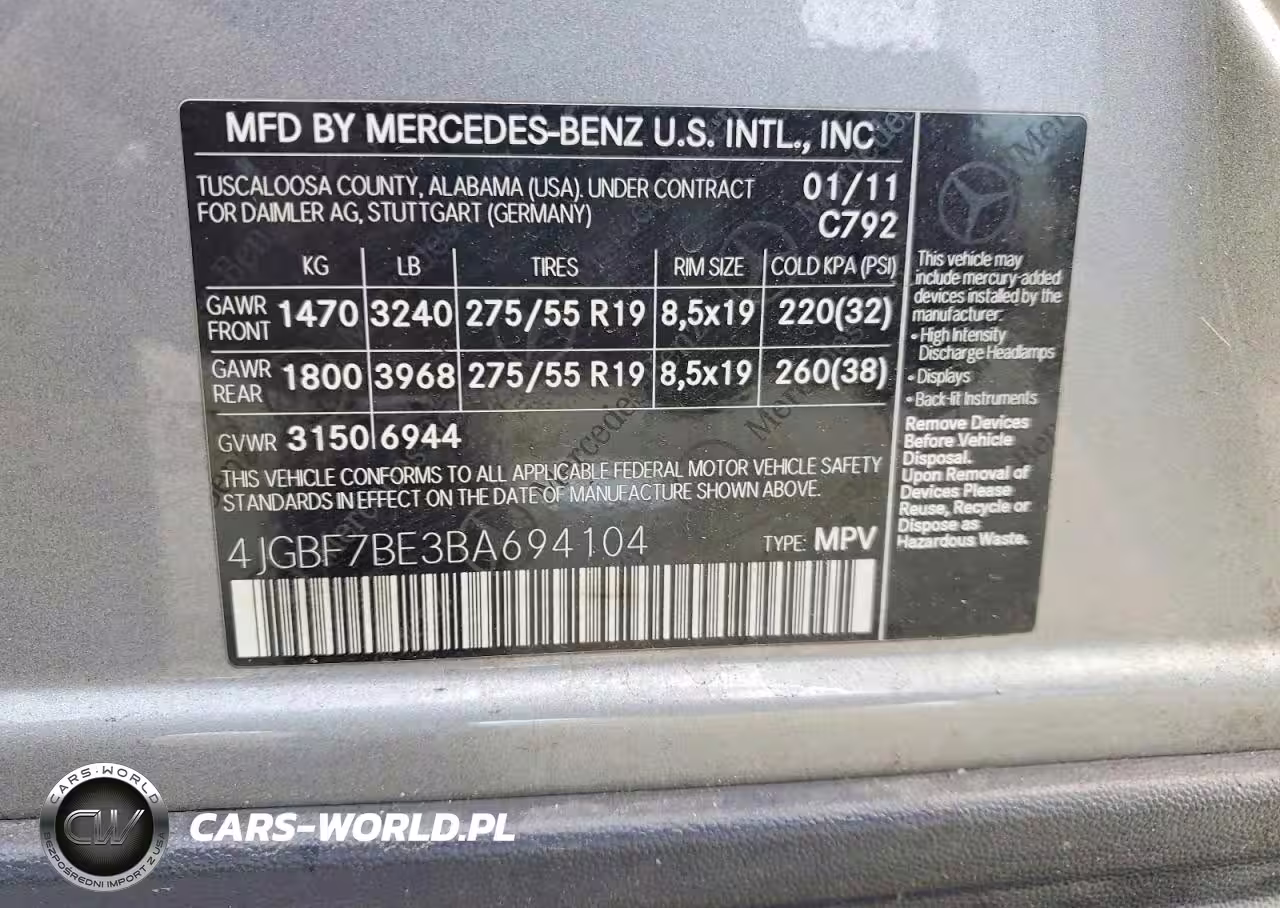 MFD BY MERCEDES-BENZ U.S. INTL., INC
TUSCALOOSA COUNTY, ALABAMA (USA). UNDER CONTRACT 01/11
FOR DAIMLER AG, STUTTGART (GERMANY) C792
KG LB TIRES RIM SIZE COLD KPA (PSI)
GAWR FRONT 1470 3240 275/55 R19 8,5x19 220(32)
GAWR REAR 1800 3968 275/55 R19 8,5x19 260(38)
GVWR 3150 6944
THIS VEHICLE CONFORMS TO ALL APPLICABLE FEDERAL MOTOR VEHICLE SAFETY
STANDARDS IN EFFECT ON THE DATE OF MANUFACTURE SHOWN ABOVE.
4JGBF7BE3BA694104 TYPE: MPV
This vehicle may
include mercury-added
devices installed by the
manufacturer:
• High Intensity
Discharge Headlamps
• Displays
• Back-lit Instruments
Remove Devices
Before Vehicle
Disposal.
Upon Removal of
Devices Please
Reuse, Recycle or
Dispose as
Hazardous Waste.
CARS-WORLD
CW
BEZPOŚREDNI IMPORT Z USA
CARS-WORLD.PL